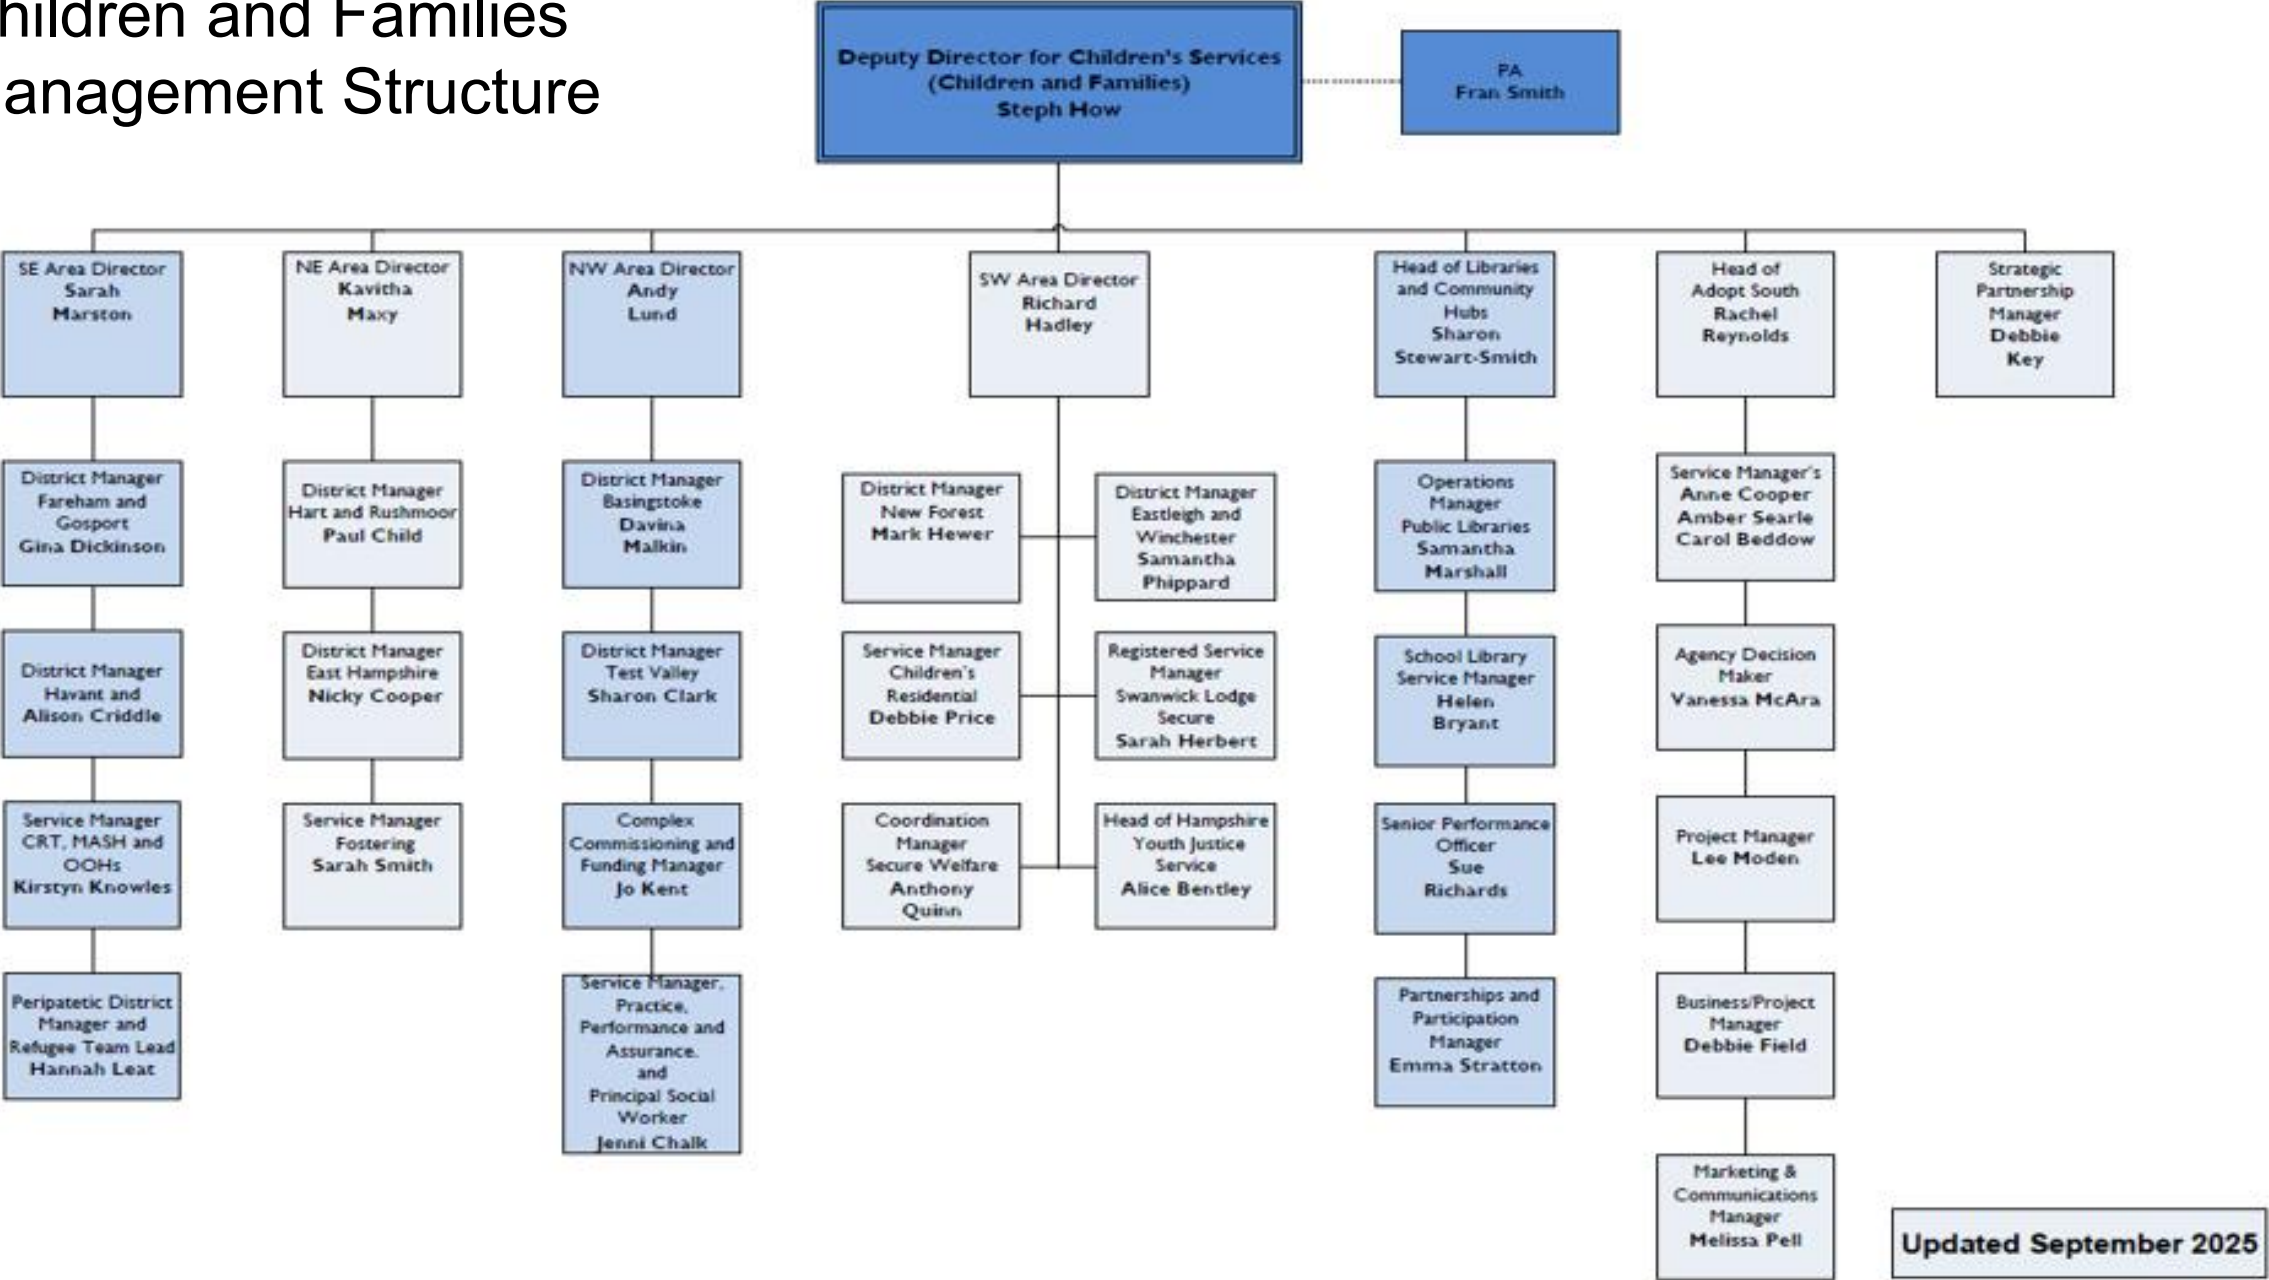 hildren and Families
anagement Structure
Deputy Director for Children's Services
(Children and Families)
Steph How
PA
Fran Smith
SE Area Director
Sarah
Marston
NE Area Director
Kavitha
Maxy
NW Area Director
Andy
Lund
SW Area Director
Richard
Hadley
Head of Libraries
and Community
Hubs
Sharon
Stewart-Smith
Head of
Adopt South
Rachel
Reynolds
Strategic
Partnership
Manager
Debbie
Key
District Manager
Fareham and
Gosport
Gina Dickinson
District Manager
Hart and Rushmoor
Paul Child
District Manager
Basingstoke
Davina
Malkin
District Manager
New Forest
Mark Hewer
District Manager
Eastleigh and
Winchester
Samantha
Phippard
Operations
Manager
Public Libraries
Samantha
Marshall
Service Manager's
Anne Cooper
Amber Searle
Carol Beddow
District Manager
Havant and
Alison Criddle
District Manager
East Hampshire
Nicky Cooper
District Manager
Test Valley
Sharon Clark
Service Manager
Children's
Residential
Debbie Price
Registered Service
Manager
Swanwick Lodge
Secure
Sarah Herbert
School Library
Service Manager
Helen
Bryant
Agency Decision
Maker
Vanessa McAra
Service Manager
CRT, MASH and
OOHs
Kirstyn Knowles
Service Manager
Fostering
Sarah Smith
Complex
Commissioning and
Funding Manager
Jo Kent
Coordination
Manager
Secure Welfare
Anthony
Quinn
Head of Hampshire
Youth Justice
Service
Alice Bentley
Senior Performance
Officer
Sue
Richards
Project Manager
Lee Moden
Peripatetic District
Manager and
Refugee Team Lead
Hannah Leat
Service Manager,
Practice,
Performance and
Assurance.
and
Principal Social
Worker
Jenni Chalk
Partnerships and
Participation
Manager
Emma Stratton
Business/Project
Manager
Debbie Field
Marketing &
Communications
Manager
Melissa Pell
Updated September 2025